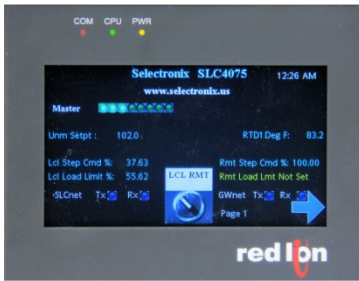 COM CPU PWR
Selectronix SLC4075 12:26 AM
www.selectronix.us
Master
Unm Setpt : 102.0 RTD1 Deg F: 83.2
Lcl Step Cmd %: 37.63 Rmt Step Cmd %: 100.00
Lcl Load Limit %: 55.62 LCL RMT Rmt Load Lmt Not Set
SLCnet Tx Rx GWnet Tx Rx
Page 1
red lion